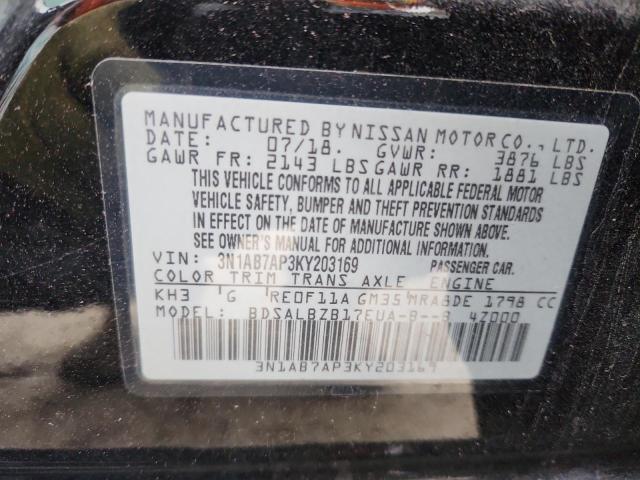 MANUFACTURED BY NISSAN MOTOR CO., LTD.
DATE: 07/18. GVWR: 3876 LBS
GAWR FR: 2143 LBS GAWR RR: 1881 LBS
THIS VEHICLE CONFORMS TO ALL APPLICABLE FEDERAL MOTOR
VEHICLE SAFETY, BUMPER AND THEFT PREVENTION STANDARDS
IN EFFECT ON THE DATE OF MANUFACTURE SHOWN ABOVE.
SEE OWNER'S MANUAL FOR ADDITIONAL INFORMATION.
VIN: 3N1AB7AP3KY203169 PASSENGER CAR.
COLOR TRIM TRANS AXLE ENGINE
KH3 G RE0F11A GM35 MRA8DE 1798 CC
MODEL: BDSALBZB17EUA-B--B 4Z000
3N1AB7AP3KY203169